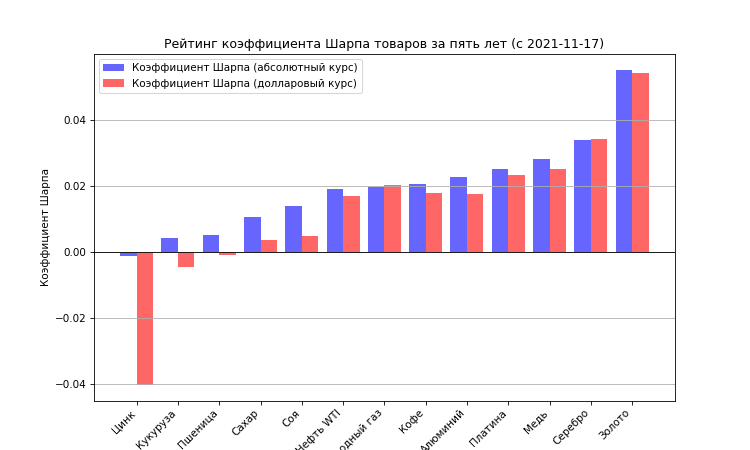 Рейтинг коэффициента Шарпа товаров за пять лет (с 2021-11-17)
Коэффициент Шарпа (абсолютный курс)
Коэффициент Шарпа (долларовый курс)
Коэффициент Шарпа
0.04
0.02
0.00
−0.02
−0.04
Цинк
Кукуруза
Пшеница
Сахар
Соя
Нефть WTI
газ
Кофе
Алюминий
Платина
Медь
Серебро
Золото